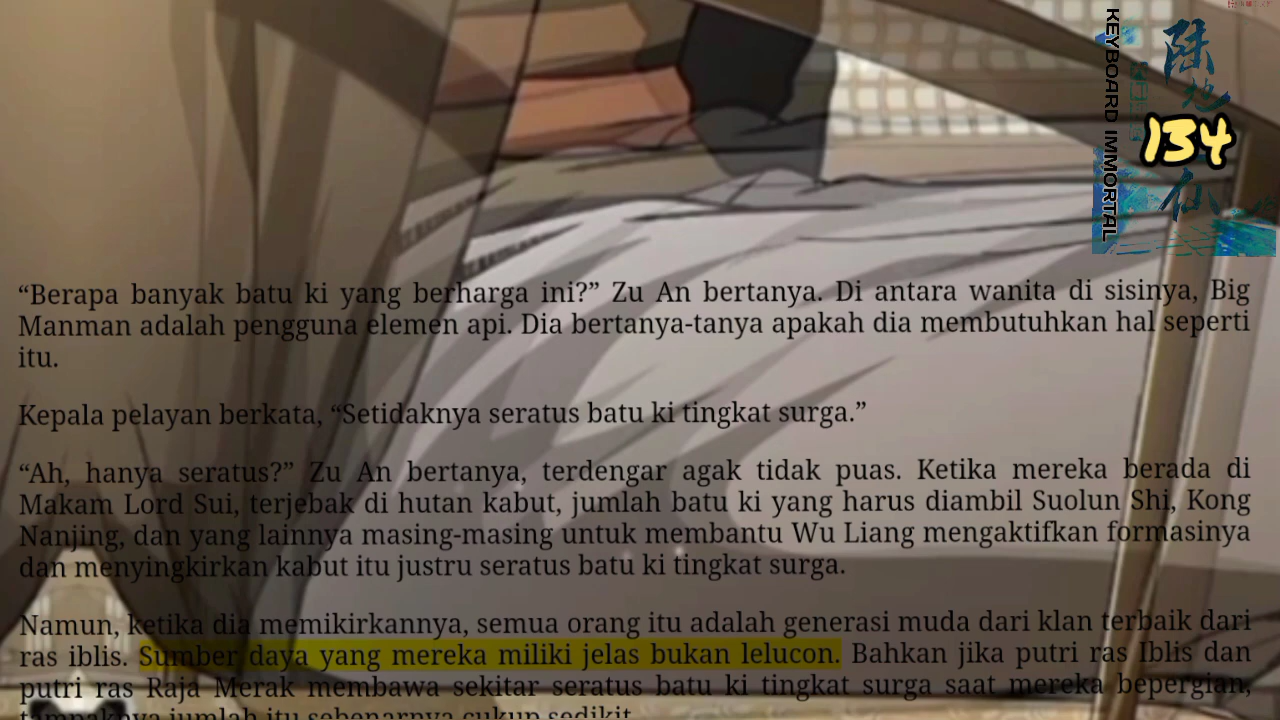 KEYBOARD IMMORTAL
134
“Berapa banyak batu ki yang berharga ini?” Zu An bertanya. Di antara wanita di sisinya, Big
Manman adalah pengguna elemen api. Dia bertanya-tanya apakah dia membutuhkan hal seperti
itu.
Kepala pelayan berkata, “Setidaknya seratus batu ki tingkat surga.”
“Ah, hanya seratus?” Zu An bertanya, terdengar agak tidak puas. Ketika mereka berada di
Makam Lord Sui, terjebak di hutan kabut, jumlah batu ki yang harus diambil Suolun Shi, Kong
Nanjing, dan yang lainnya masing-masing untuk membantu Wu Liang mengaktifkan formasinya
dan menyingkirkan kabut itu justru seratus batu ki tingkat surga.
Namun, ketika dia memikirkannya, semua orang itu adalah generasi muda dari klan terbaik dari
ras iblis. Sumber daya yang mereka miliki jelas bukan lelucon. Bahkan jika putri ras Iblis dan
putri ras Raja Merak membawa sekitar seratus batu ki tingkat surga saat mereka bepergian,
tampaknya jumlah itu sebenarnya cukup sedikit.